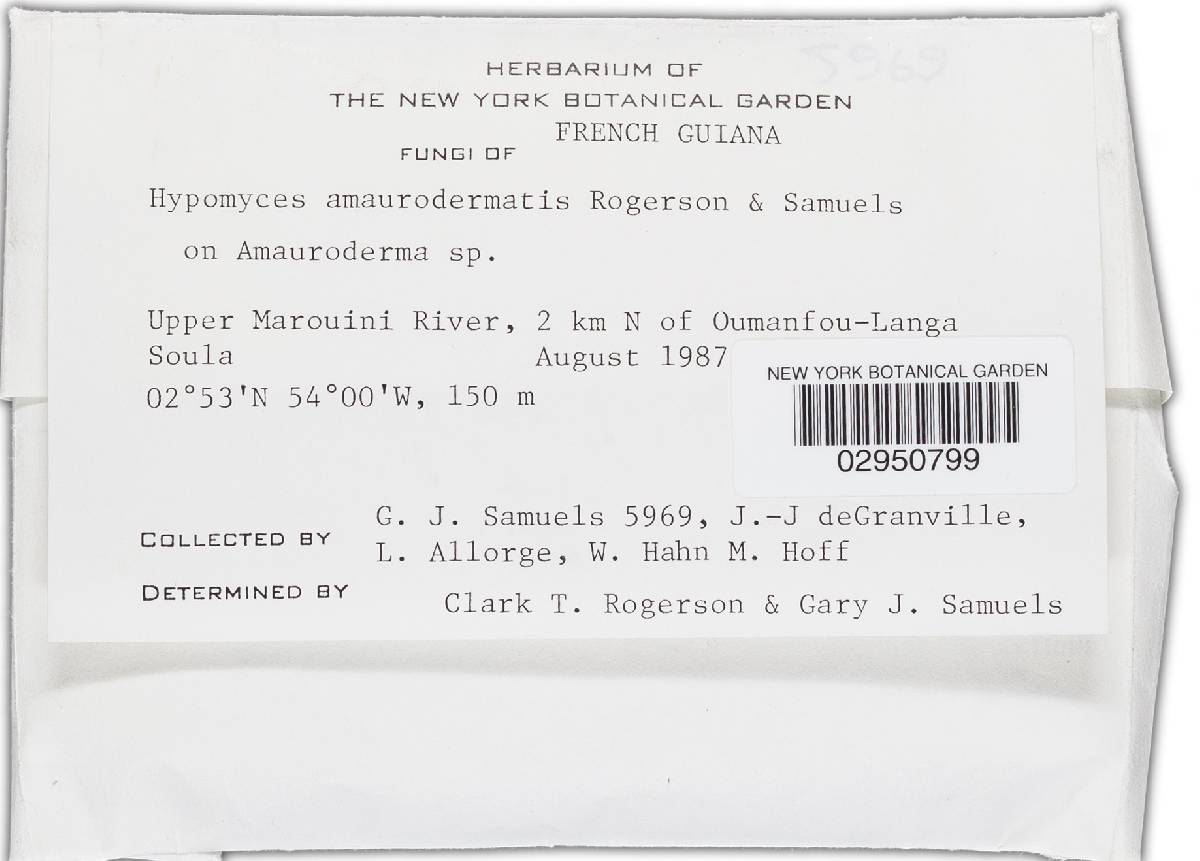 5969
HERBARIUM OF
THE NEW YORK BOTANICAL GARDEN
FRENCH GUIANA
FUNGI OF
Hypomyces amaurodermatis Rogerson & Samuels
on Amauroderma sp.
Upper Marouini River, 2 km N of Oumanfou-Langa
Soula August 1987
02°53'N 54°00'W, 150 m
NEW YORK BOTANICAL GARDEN
02950799
G. J. Samuels 5969, J.-J deGranville,
COLLECTED BY
L. Allorge, W. Hahn M. Hoff
DETERMINED BY
Clark T. Rogerson & Gary J. Samuels